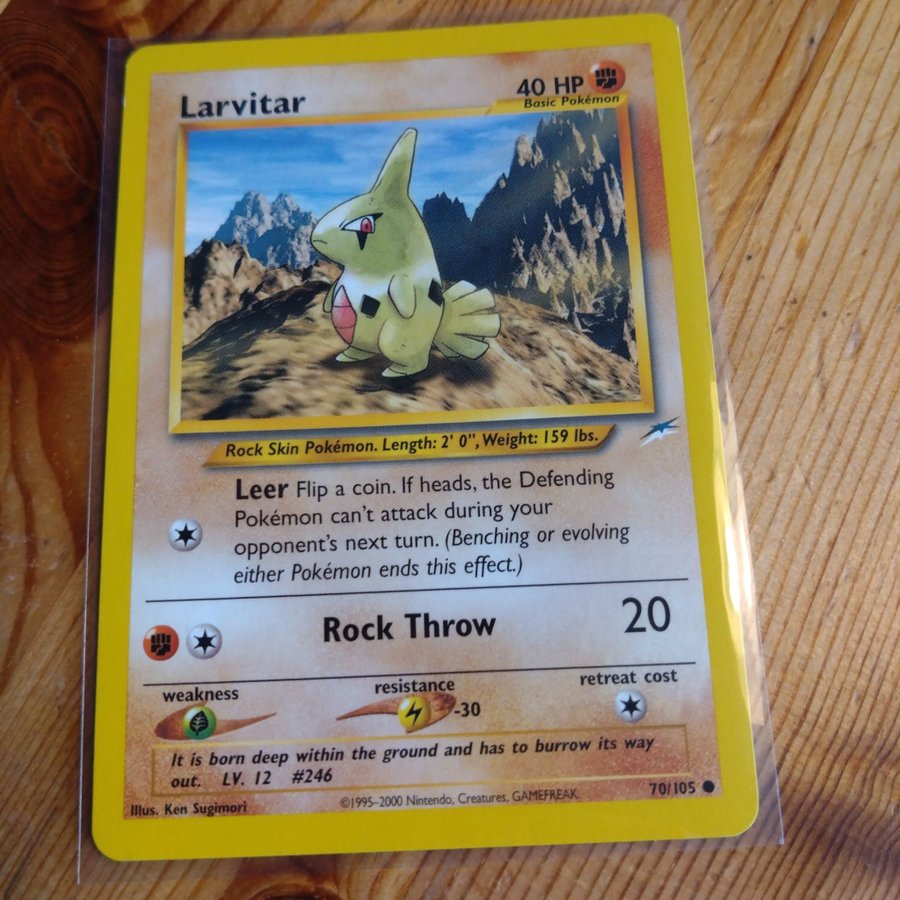 Larvitar
40 HP
Basic Pokémon
Rock Skin Pokémon. Length: 2' 0", Weight: 159 lbs.
Leer Flip a coin. If heads, the Defending
Pokémon can't attack during your
opponent's next turn. (Benching or evolving
either Pokémon ends this effect.)
Rock Throw 20
weakness
resistance
retreat cost
-30
It is born deep within the ground and has to burrow its way
out. LV. 12 #246
Illus. Ken Sugimori
©1995–2000 Nintendo, Creatures, GAMEFREAK.
70/105